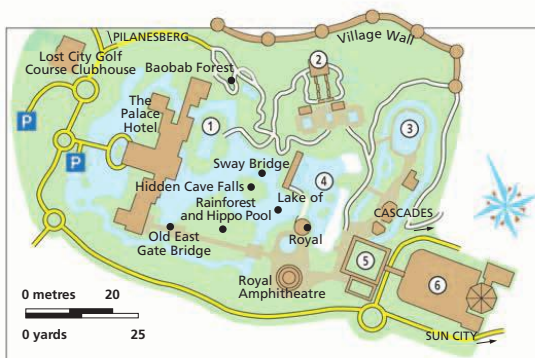 PILANESBERG
Village Wall
Lost City Golf
Course Clubhouse
Baobab Forest
2
The
Palace
Hotel
P
1
3
P
Sway Bridge
4
Hidden Cave Falls
Rainforest
and Hippo Pool
Lake of
CASCADES
Old East
Gate Bridge
Royal
5
6
Royal
Amphitheatre
0 metres 20
0 yards 25
SUN CITY